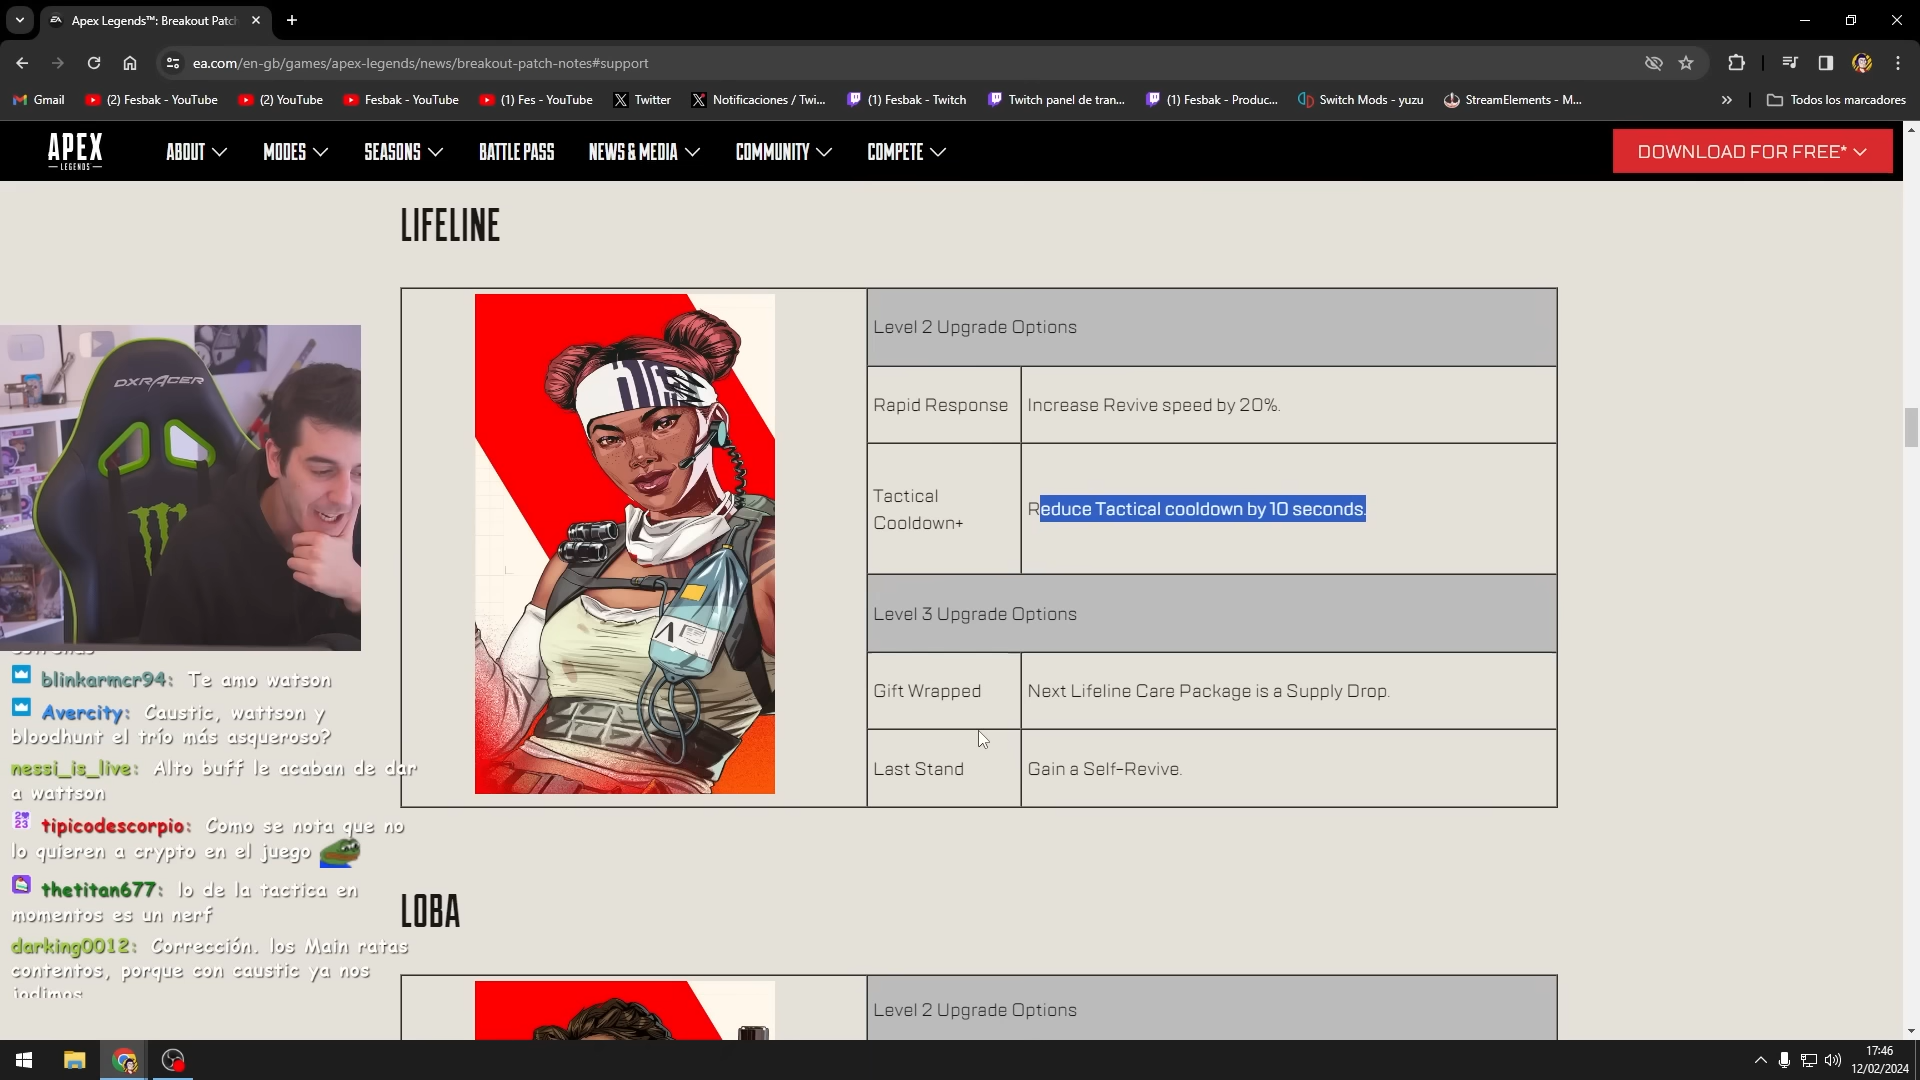 Apex Legends™: Breakout Patch
ea.com/en-gb/games/apex-legends/news/breakout-patch-notes#support
Gmail
(2) Fesbak - YouTube
(2) YouTube
Fesbak - YouTube
(1) Fes - YouTube
Twitter
Notificaciones / Twi...
(1) Fesbak - Twitch
Twitch panel de tran...
(1) Fesbak - Produc...
Switch Mods - yuzu
StreamElements - M...
Todos los marcadores
APEX
LEGENDS
ABOUT
MODES
SEASONS
BATTLE PASS
NEWS & MEDIA
COMMUNITY
COMPETE
DOWNLOAD FOR FREE*
LIFELINE
Level 2 Upgrade Options
Rapid Response
Increase Revive speed by 20%.
Tactical
Cooldown+
Reduce Tactical cooldown by 10 seconds.
Level 3 Upgrade Options
Gift Wrapped
Next Lifeline Care Package is a Supply Drop.
Last Stand
Gain a Self-Revive.
DXRACER
blinkarmcr94: Te amo watson
Avercity: Caustic, wattson y
bloodhunt el trío más asqueroso?
nessi_is_live: Alto buff le acaban de dar
a wattson
tipicodescorpio: Como se nota que no
lo quieren a crypto en el juego
thetitan677: lo de la tactica en
momentos es un nerf
darking0012: Corrección. los Main ratas
contentos, porque con caustic ya nos
LOBA
Level 2 Upgrade Options
17:46
12/02/2024